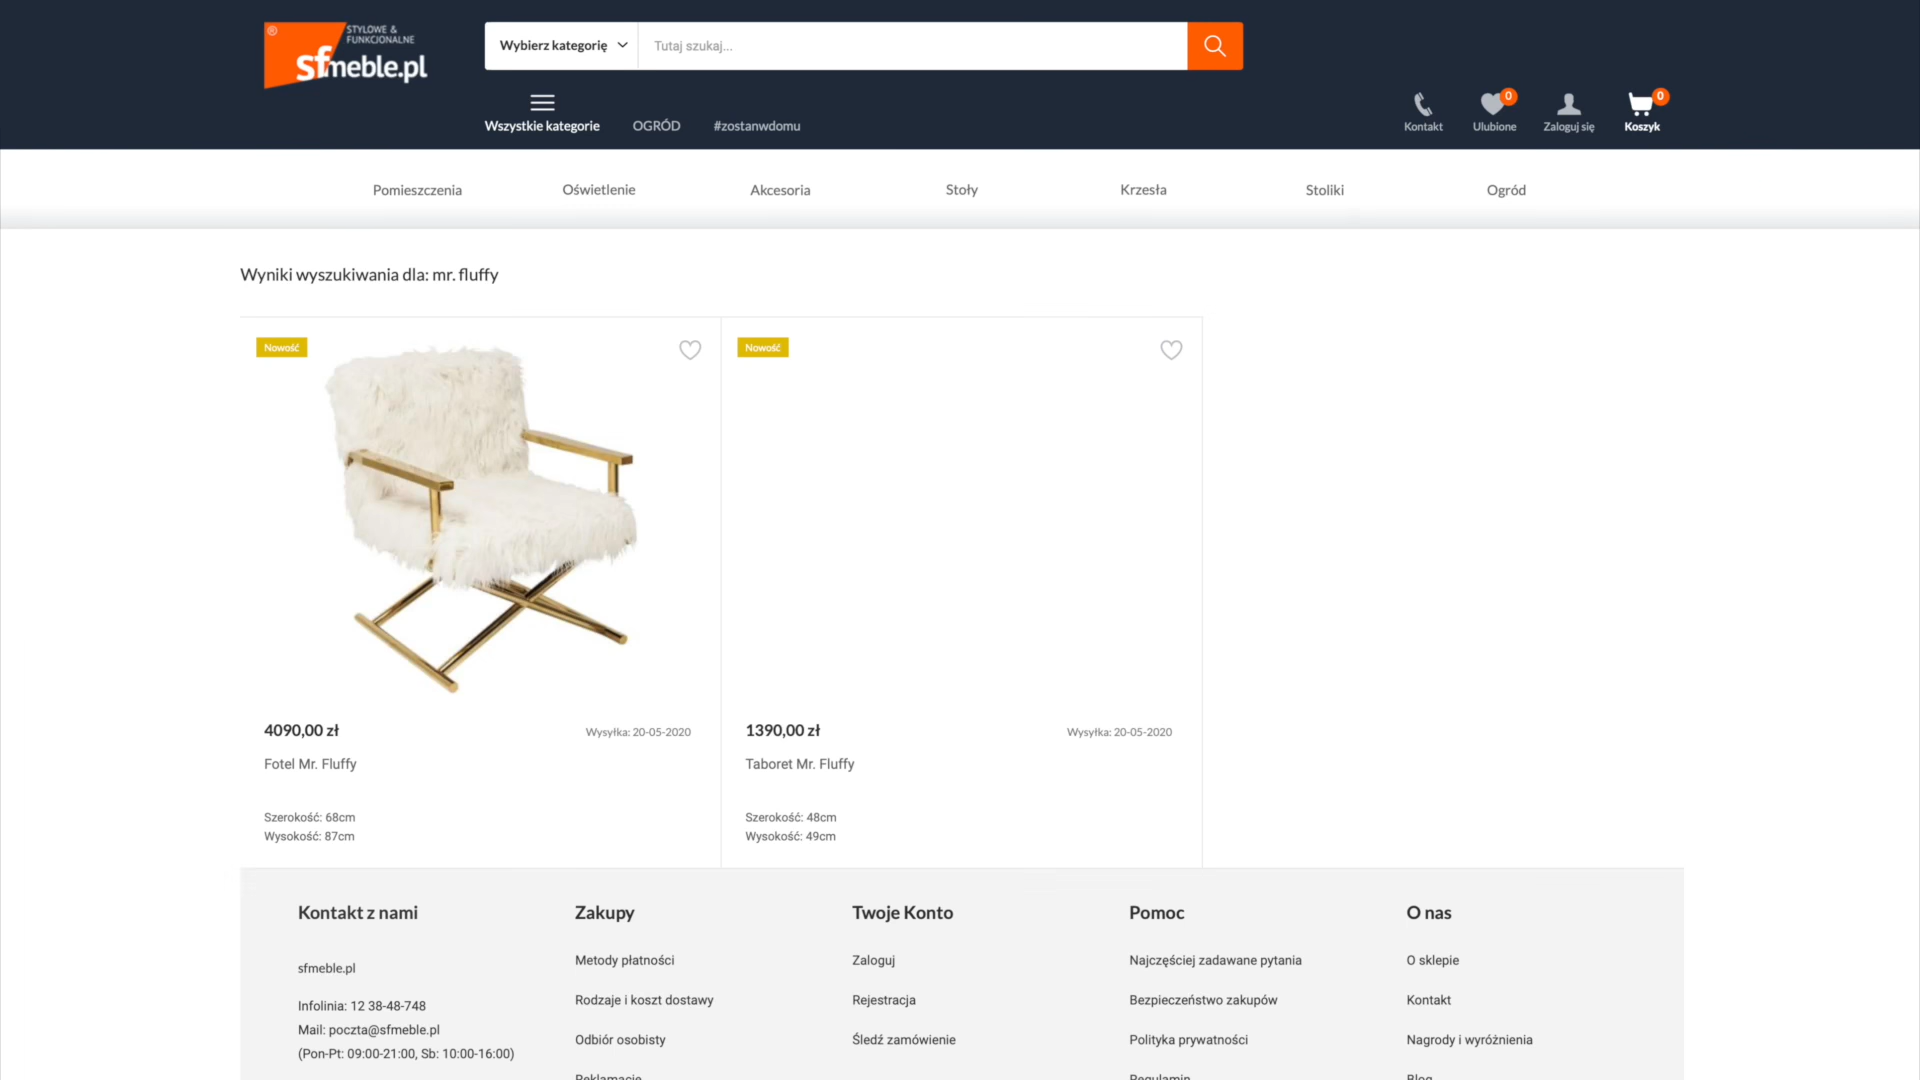 ®
STYLOWE &
FUNKCJONALNE
sfmeble.pl
Wybierz kategorię
Tutaj szukaj...
Wszystkie kategorie
OGRÓD
#zostanwdomu
Kontakt
0
Ulubione
Zaloguj się
0
Koszyk
Pomieszczenia
Oświetlenie
Akcesoria
Stoły
Krzesła
Stoliki
Ogród
Wyniki wyszukiwania dla: mr. fluffy
Nowość
4090,00 zł
Wysyłka: 20-05-2020
Fotel Mr. Fluffy
Szerokość: 68cm
Wysokość: 87cm
Nowość
1390,00 zł
Wysyłka: 20-05-2020
Taboret Mr. Fluffy
Szerokość: 48cm
Wysokość: 49cm
Kontakt z nami
sfmeble.pl
Infolinia: 12 38-48-748
Mail: poczta@sfmeble.pl
(Pon-Pt: 09:00-21:00, Sb: 10:00-16:00)
Zakupy
Metody płatności
Rodzaje i koszt dostawy
Odbiór osobisty
Reklamacje
Twoje Konto
Zaloguj
Rejestracja
Śledź zamówienie
Pomoc
Najczęściej zadawane pytania
Bezpieczeństwo zakupów
Polityka prywatności
Regulamin
O nas
O sklepie
Kontakt
Nagrody i wyróżnienia
Blog